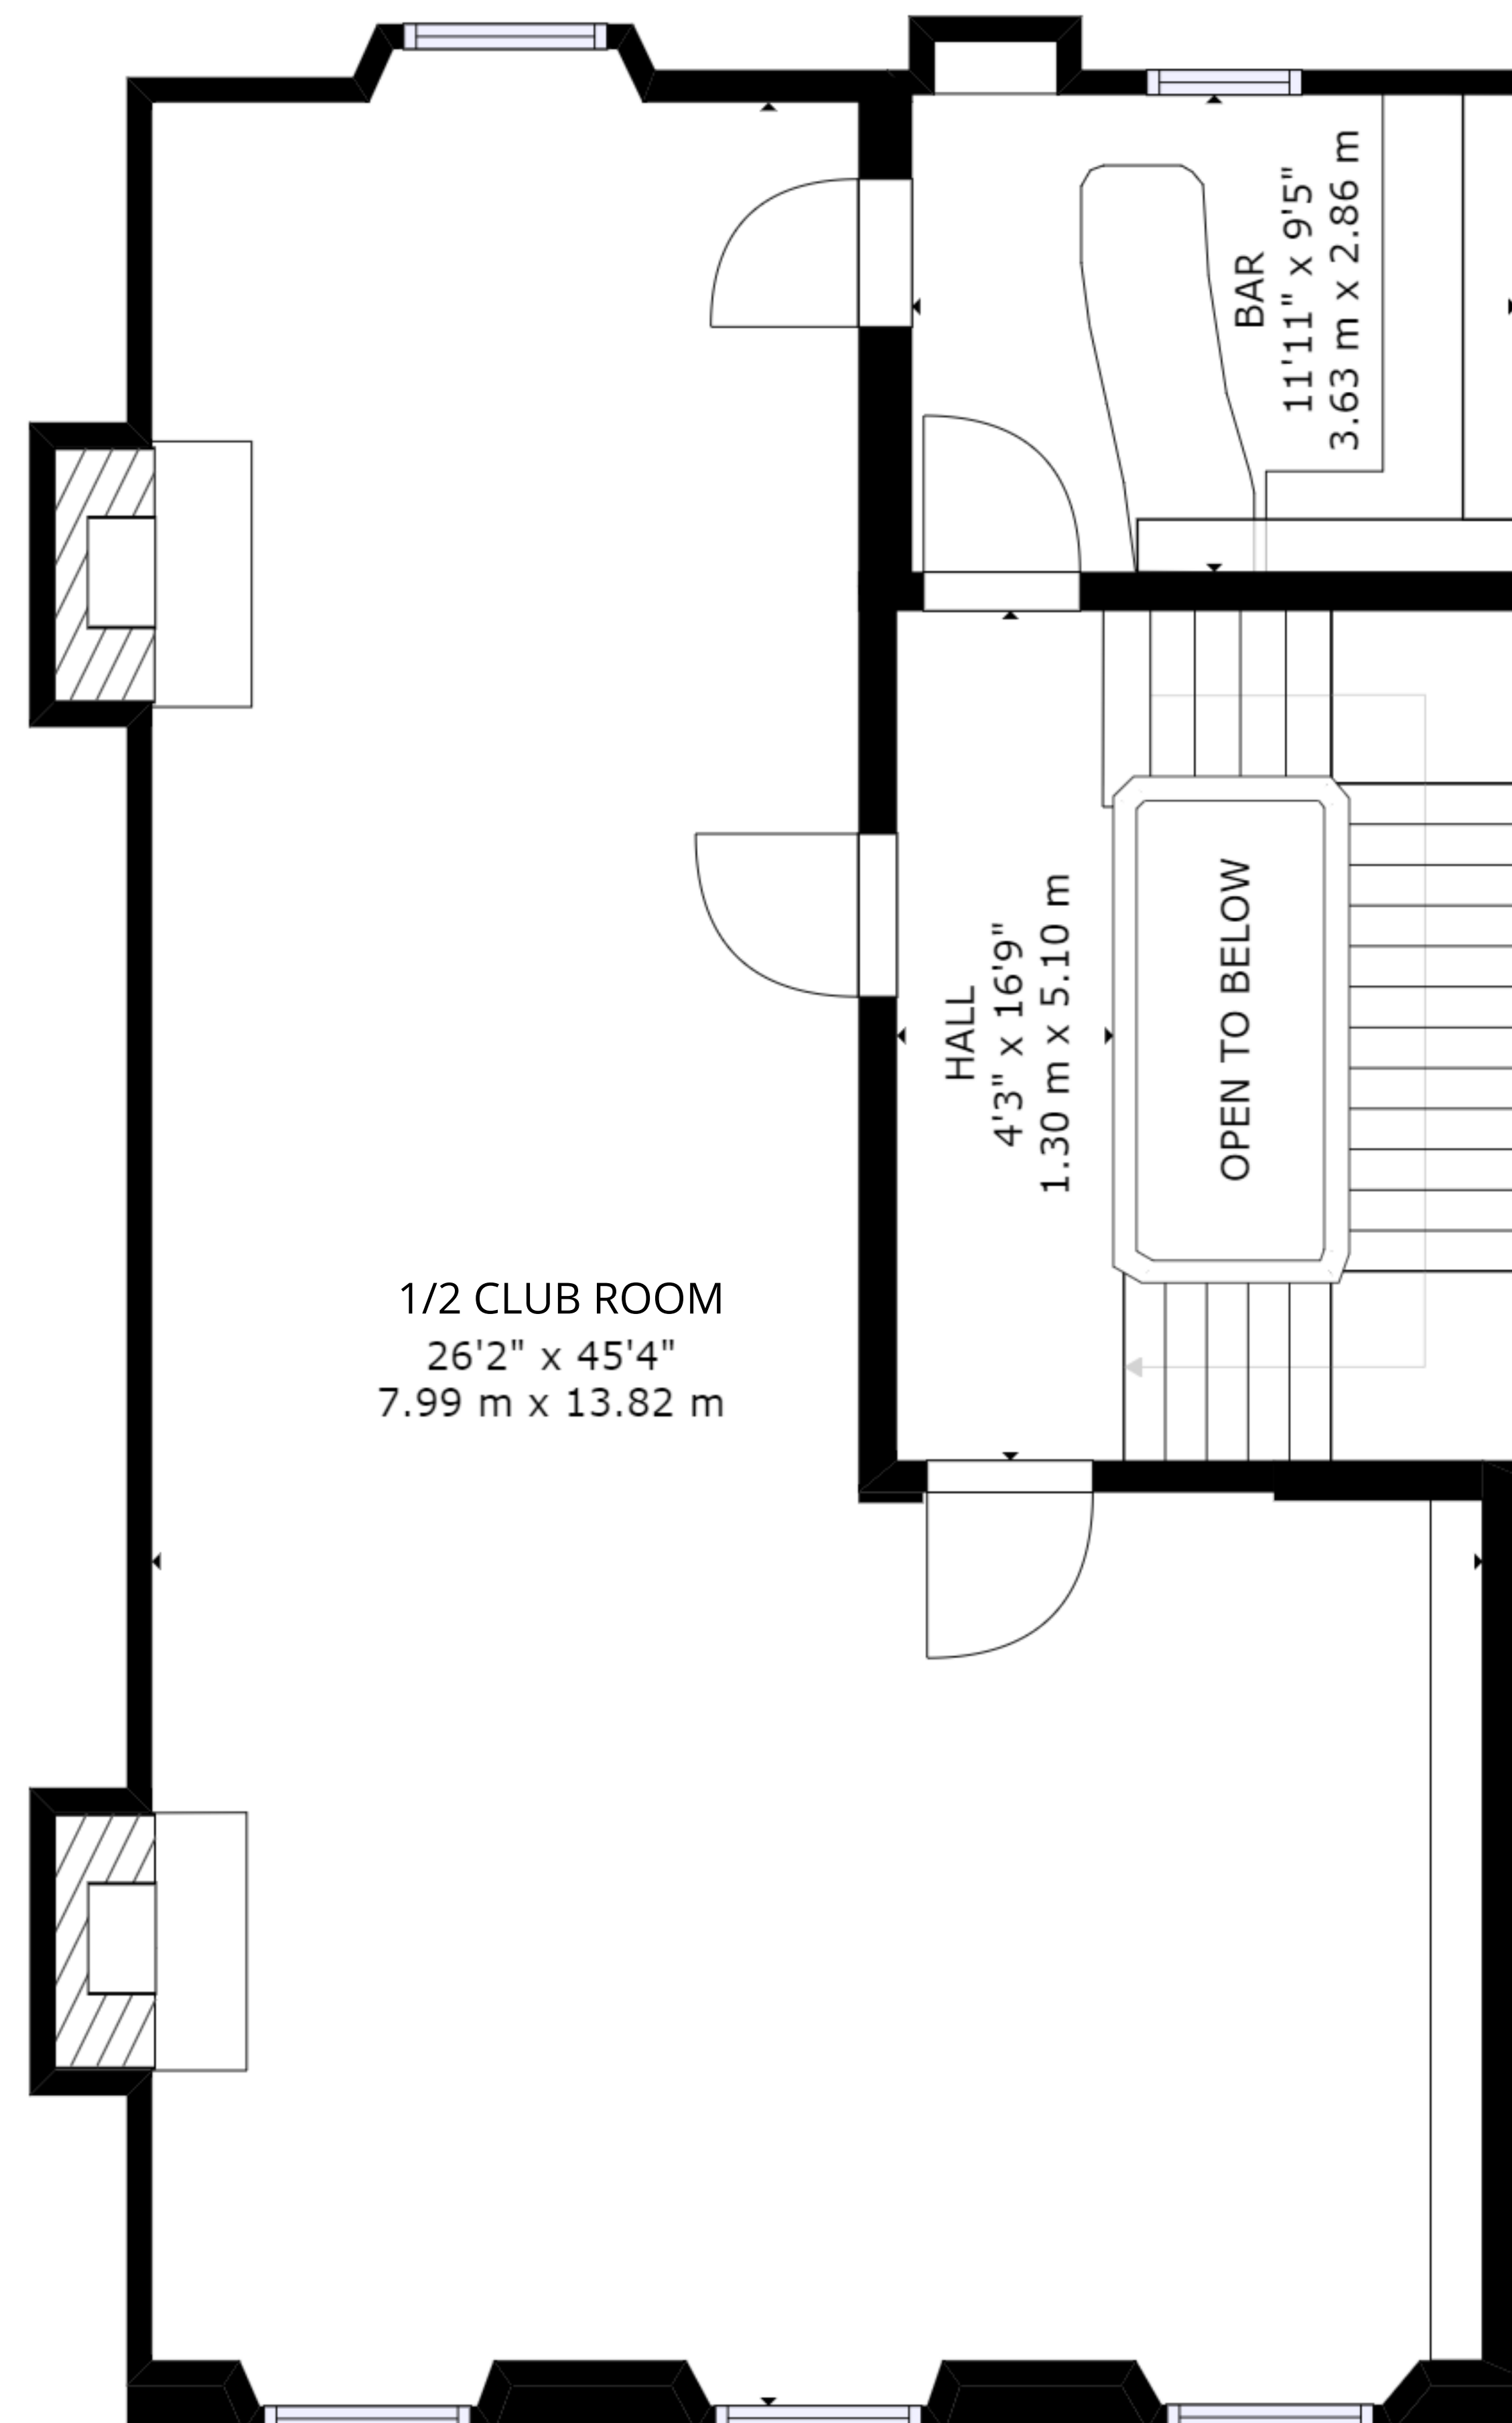 BAR
11'11" x 9'5"
3.63 m x 2.86 m
HALL
4'3" x 16'9"
1.30 m x 5.10 m
OPEN TO BELOW
1/2 CLUB ROOM
26'2" x 45'4"
7.99 m x 13.82 m